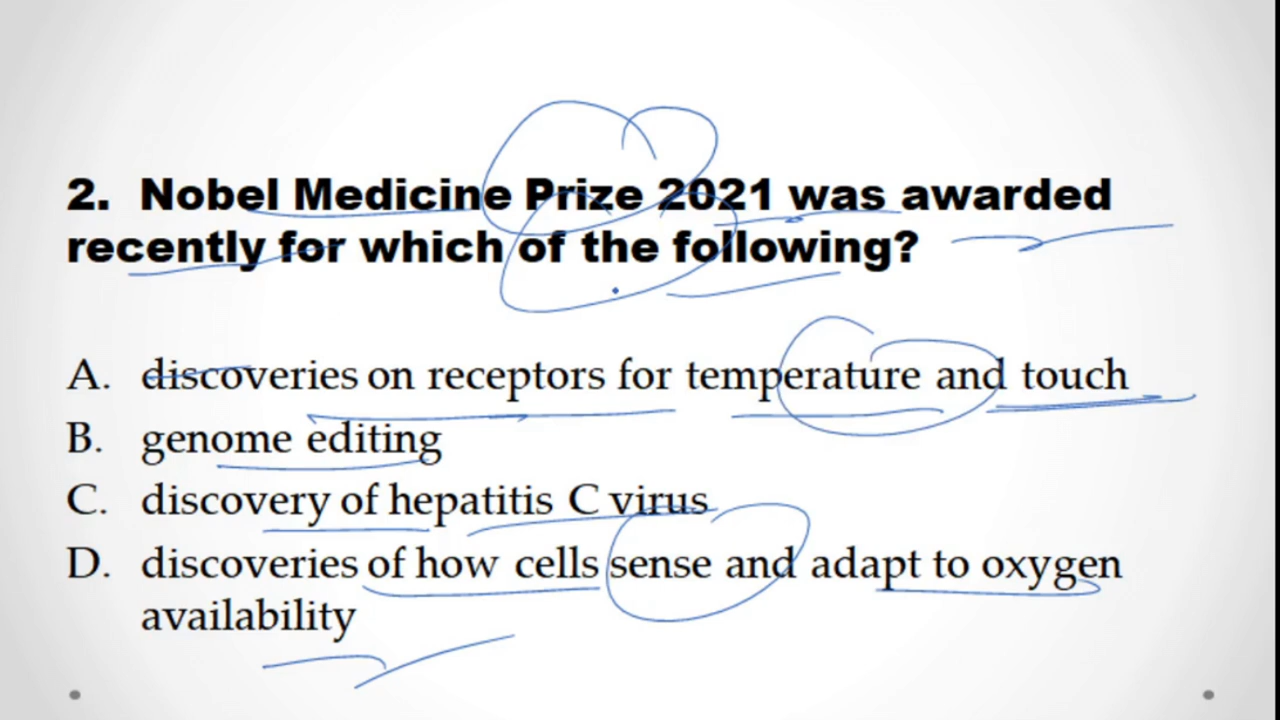 2. Nobel Medicine Prize 2021 was awarded
recently for which of the following?
A. discoveries on receptors for temperature and touch
B. genome editing
C. discovery of hepatitis C virus
D. discoveries of how cells sense and adapt to oxygen
availability